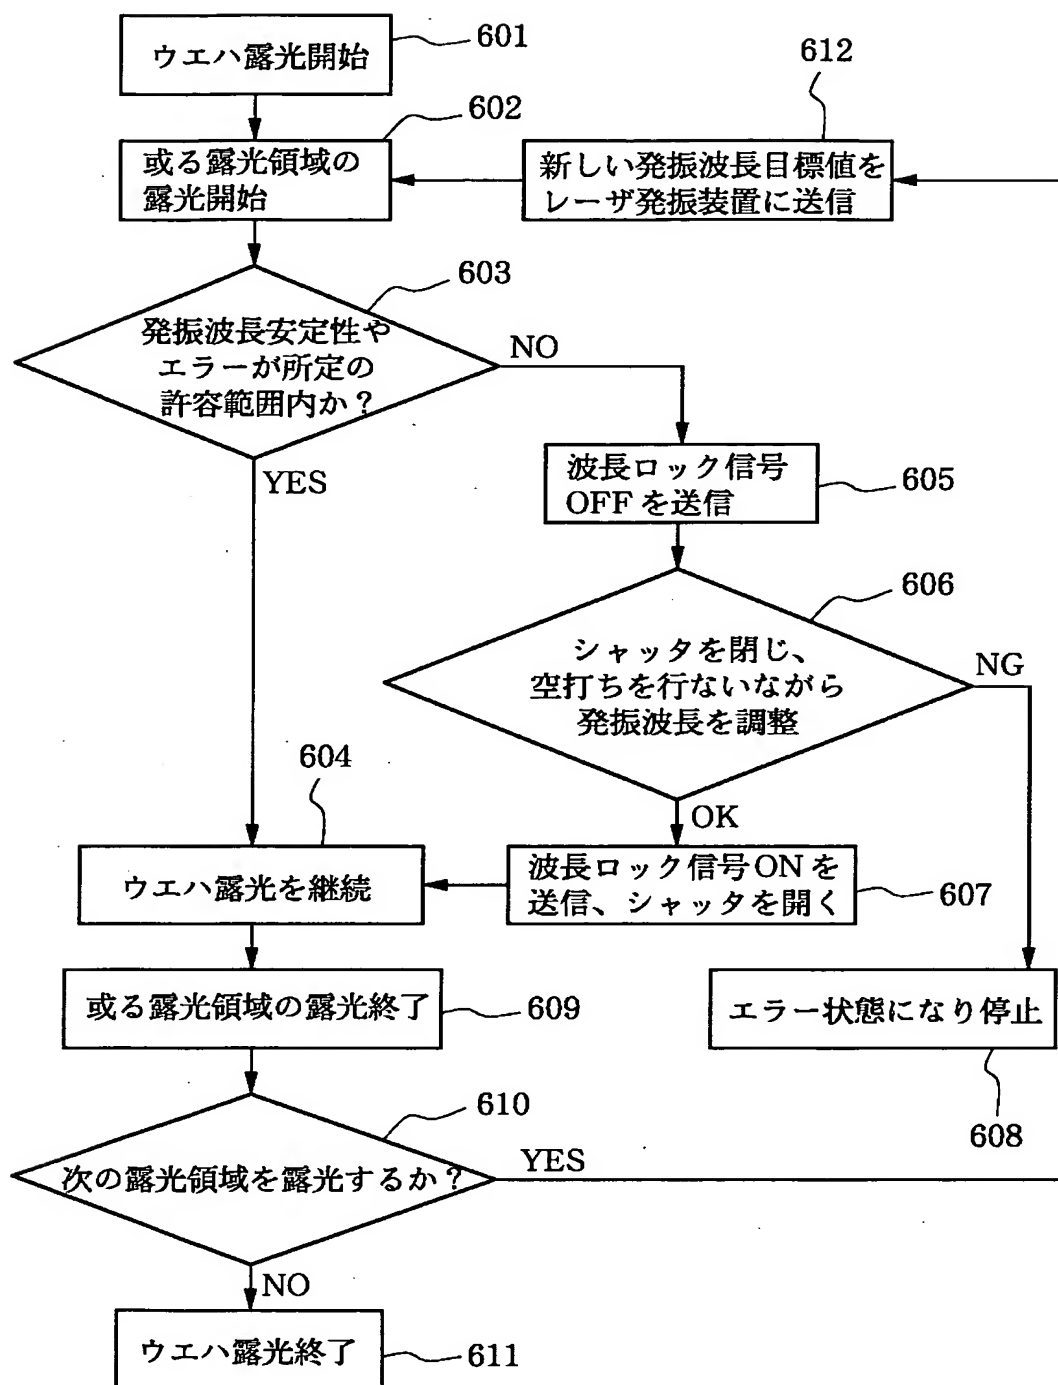 ウエハ露光開始
601
612
602
或る露光領域の
露光開始
新しい発振波長目標値を
レーザ発振装置に送信
603
発振波長安定性や
エラーが所定の
許容範囲内か？
NO
YES
波長ロック信号
OFFを送信
605
606
シャッタを閉じ、
空打ちを行ないながら
発振波長を調整
NG
604
OK
ウエハ露光を継続
波長ロック信号ONを
送信、シャッタを開く
607
或る露光領域の露光終了
609
エラー状態になり停止
608
610
次の露光領域を露光するか？
YES
NO
ウエハ露光終了
611